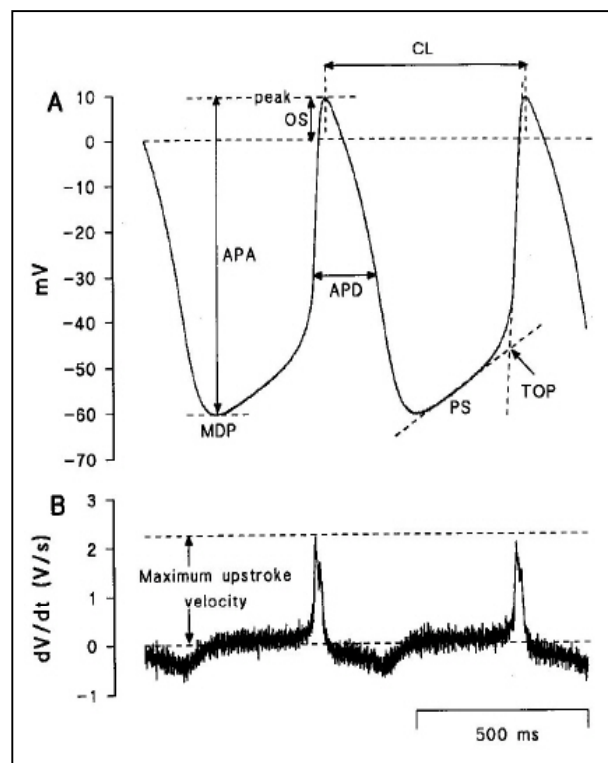 CL
A
10
peak
OS
0
-10
-20
mV
APA
-30
APD
-40
-50
TOP
PS
-60
MDP
-70
B
3
dV/dt (V/s)
2
Maximum upstroke
velocity
1
0
-1
500 ms